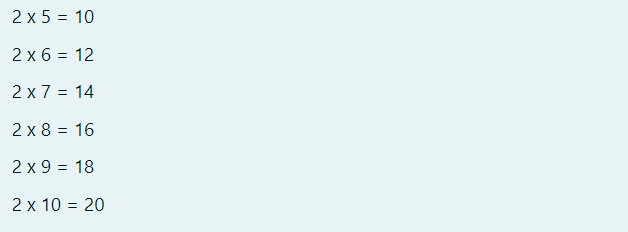 2 x 5 = 10
2 x 6 = 12
2 x 7 = 14
2 x 8 = 16
2 x 9 = 18
2 x 10 = 20